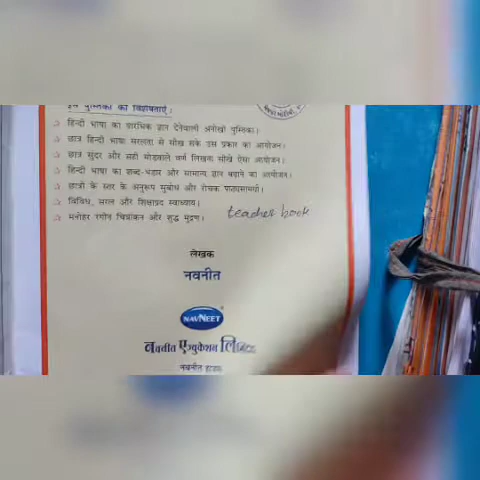 इस पुस्तिका की विशेषताएँ :
हिन्दी भाषा का प्रारंभिक ज्ञान देनेवाली अनोखी पुस्तिका।
छात्र हिन्दी भाषा सरलता से सीख सके उस प्रकार का आयोजन।
छात्र सुंदर और सही मोड़वाले वर्ण लिखना सीखें ऐसा आयोजन।
हिन्दी भाषा का शब्द-भंडार और सामान्य ज्ञान बढ़ाने का आयोजन।
छात्रों के स्तर के अनुरूप सुबोध और रोचक पाठ्यसामग्री।
विविध, सरल और शिक्षाप्रद स्वाध्याय।
मनोहर रंगीन चित्रांकन और शुद्ध मुद्रण।
teacher book
लेखक
नवनीत
NAVNEET
नवनीत एज्युकेशन लिमिटेड
नवनीत हाउस